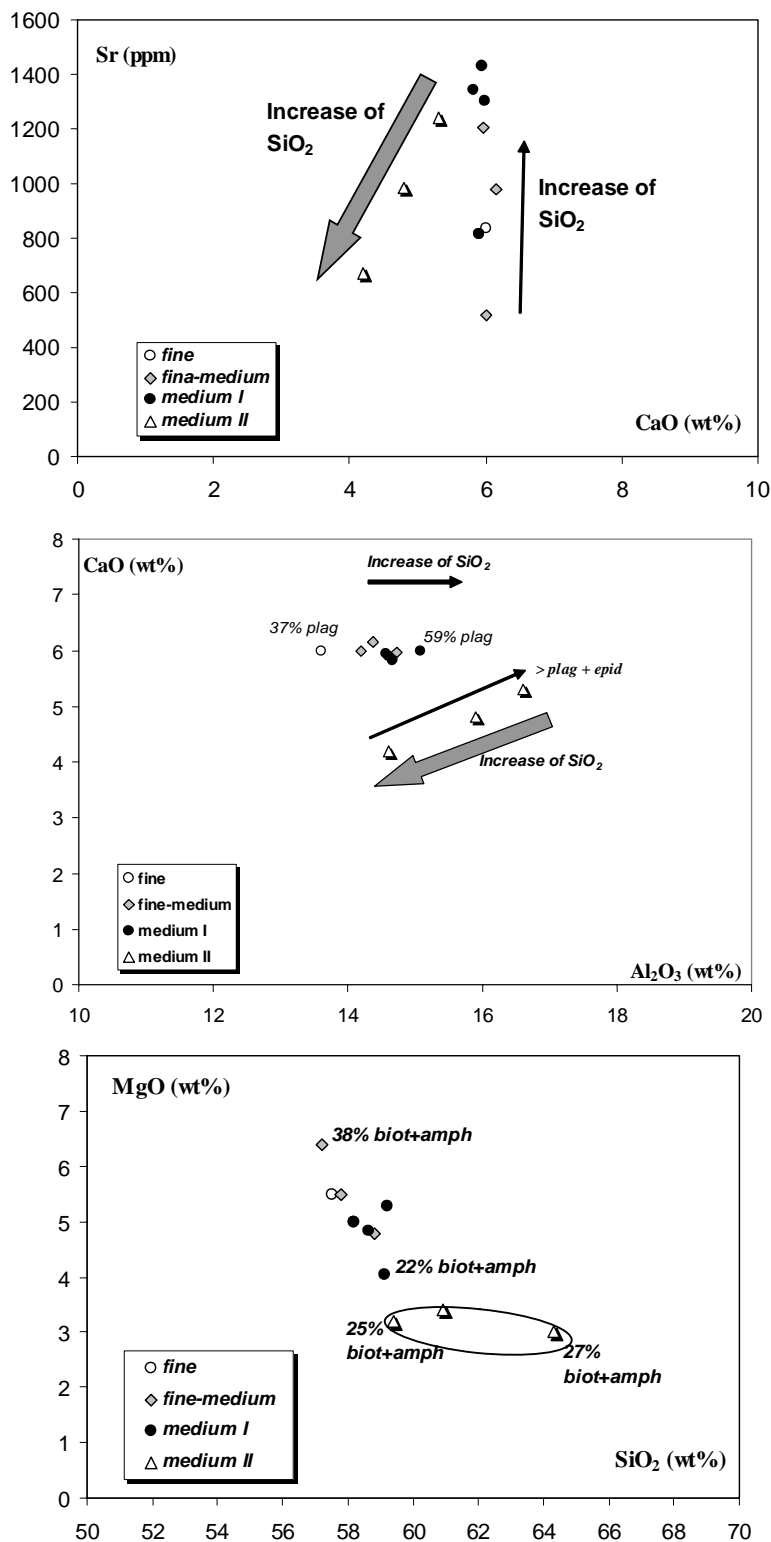 Sr (ppm)
1600
1400
1200
1000
800
600
400
200
0
Increase of
SiO₂
Increase of
SiO₂
fine
fina-medium
medium I
medium II
CaO (wt%)
0 2 4 6 8 10
CaO (wt%)
8
7
6
5
4
3
2
1
0
Increase of SiO₂
37% plag
59% plag
> plag + epid
Increase of SiO₂
fine
fine-medium
medium I
medium II
Al₂O₃ (wt%)
10 12 14 16 18 20
MgO (wt%)
8
7
6
5
4
3
2
1
0
38% biot+amph
22% biot+amph
25%
biot+amph
27%
biot+amph
fine
fine-medium
medium I
medium II
SiO₂ (wt%)
50 52 54 56 58 60 62 64 66 68 70